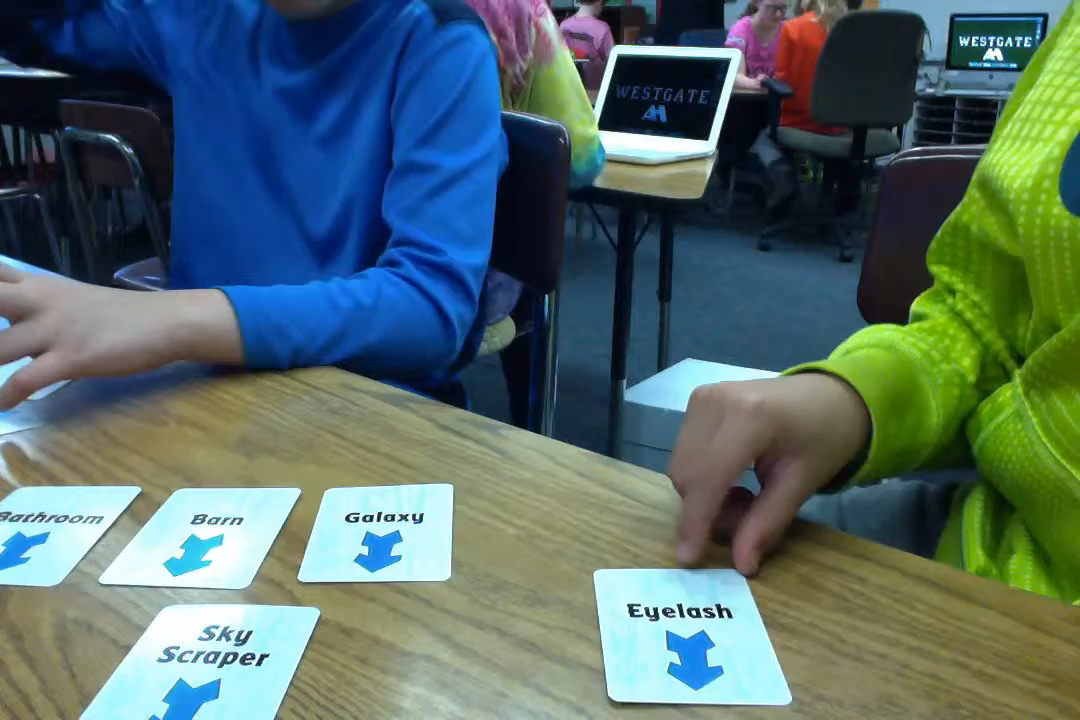 WESTGATE
WESTGATE
Bathroom
Barn
Galaxy
Eyelash
Sky
Scraper